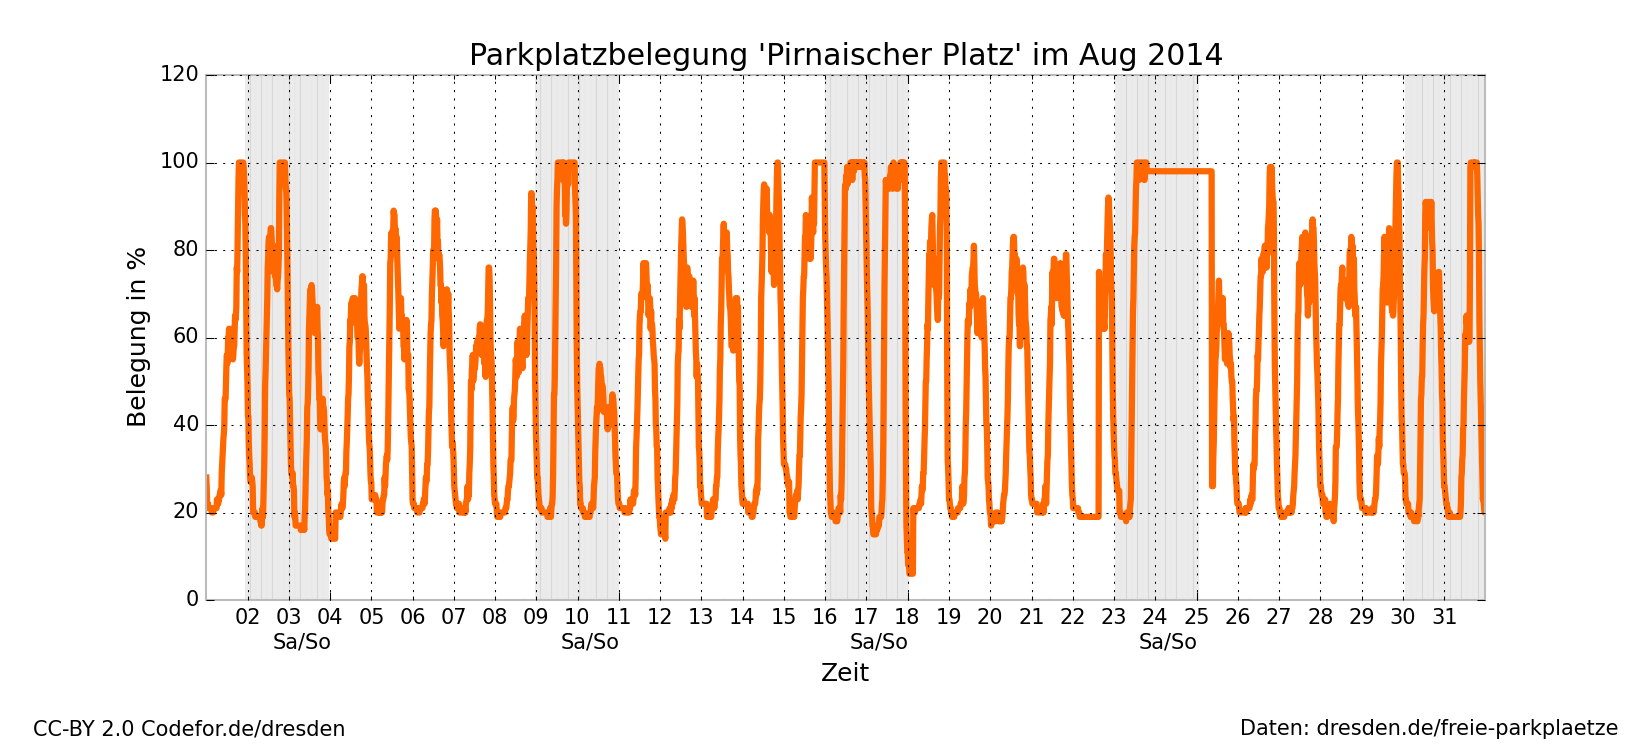 Parkplatzbelegung 'Pirnaischer Platz' im Aug 2014
120
100
80
60
40
20
0
Belegung in %
02 03 04 05 06 07 08 09 10 11 12 13 14 15 16 17 18 19 20 21 22 23 24 25 26 27 28 29 30 31
Sa/So Sa/So Sa/So Sa/So
Zeit
CC-BY 2.0 Codefor.de/dresden
Daten: dresden.de/freie-parkplaetze